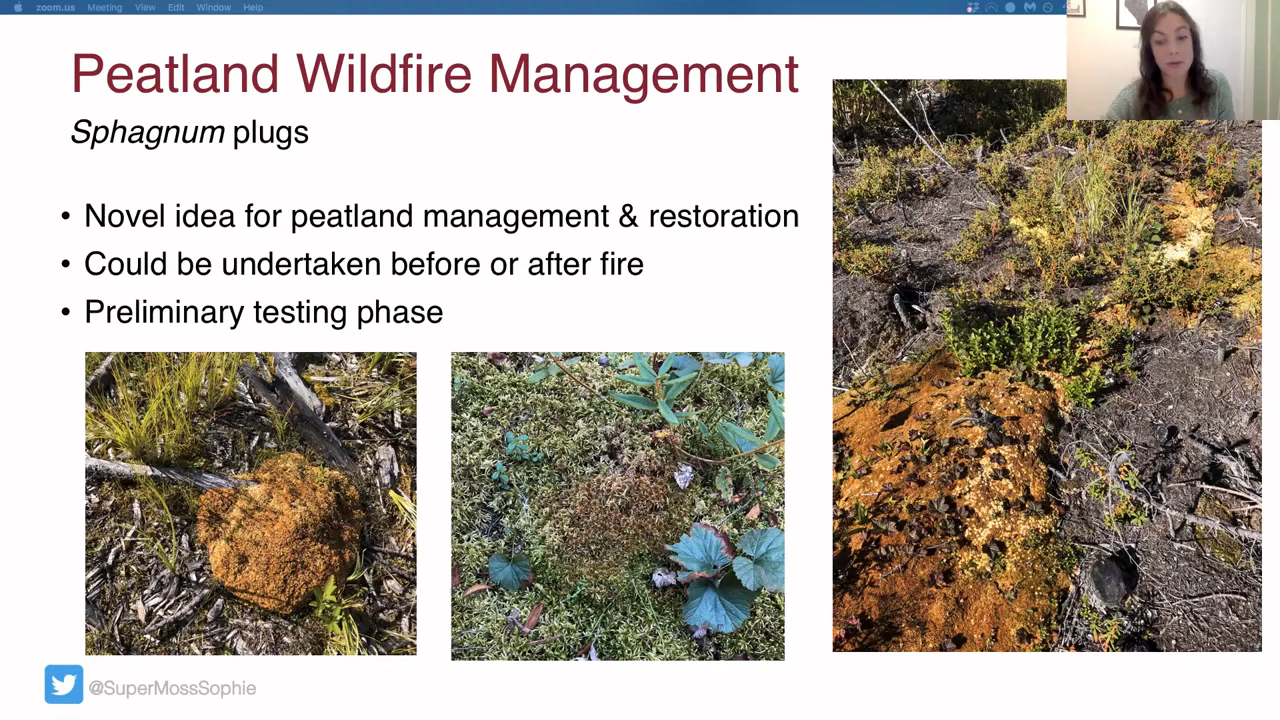 zoom.us Meeting View Edit Window Help
Peatland Wildfire Management
Sphagnum plugs
• Novel idea for peatland management & restoration
• Could be undertaken before or after fire
• Preliminary testing phase
@SuperMossSophie